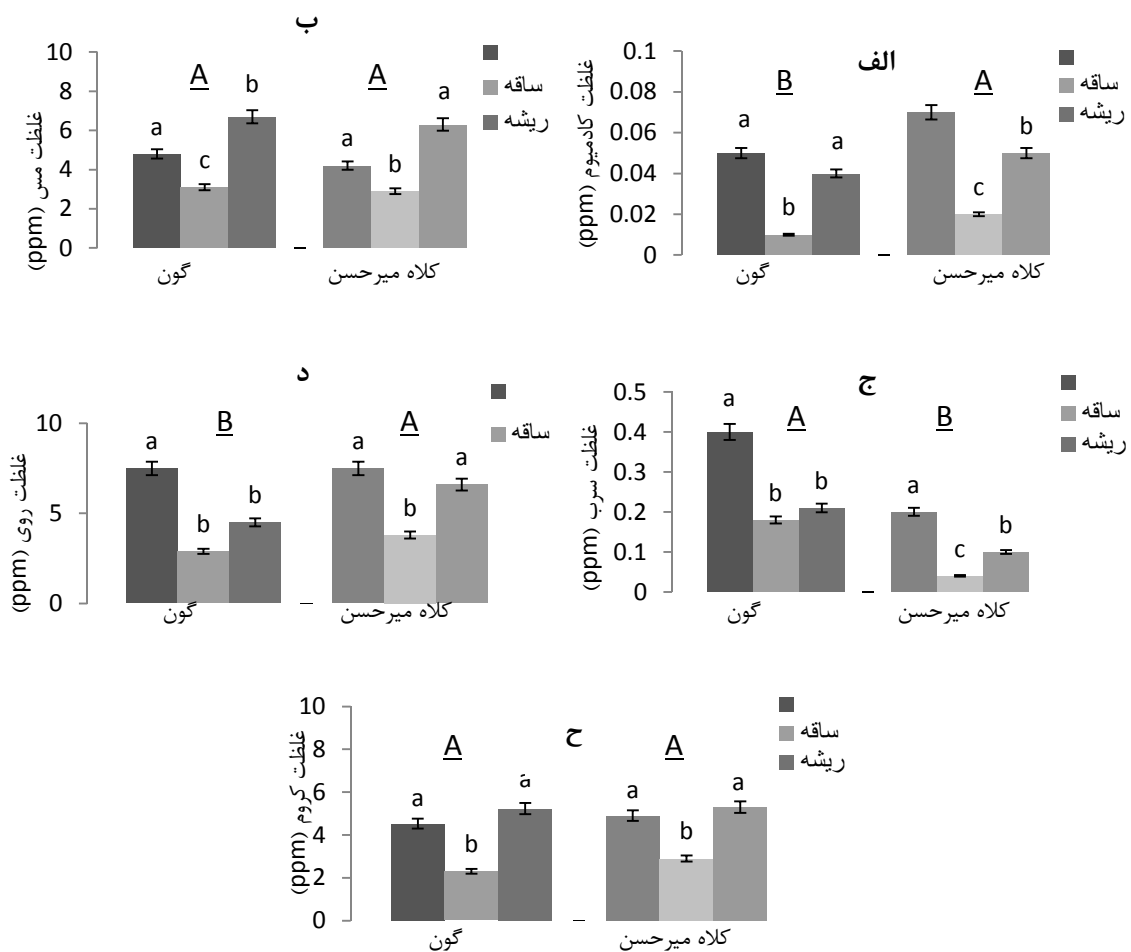 ب
10
8
6
4
2
0
غلظت مس (ppm)
A
A
a
c
b
a
b
a
ساقه
ریشه
گون
کلاه میرحسن
الف
0.1
0.08
0.06
0.04
0.02
0
غلظت کادمیوم (ppm)
B
A
a
b
a
c
b
ساقه
ریشه
گون
کلاه میرحسن
د
10
5
0
غلظت روی (ppm)
B
A
a
b
b
a
b
a
ساقه
گون
کلاه میرحسن
ج
0.5
0.4
0.3
0.2
0.1
0
غلظت سرب (ppm)
A
B
a
b
b
a
c
b
ساقه
ریشه
گون
کلاه میرحسن
ح
10
8
6
4
2
0
غلظت کروم (ppm)
A
A
a
b
a
a
b
a
ساقه
ریشه
گون
کلاه میرحسن